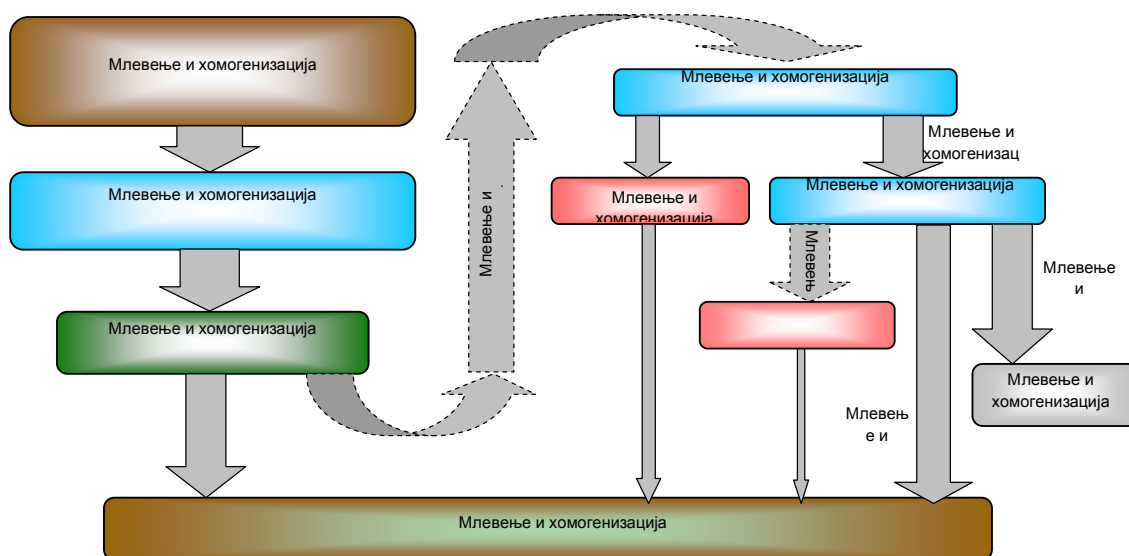 Млевење и хомогенизација
Млевење и хомогенизација
Млевење и хомогенизација
Млевење и
Млевење и хомогенизација
Млевење и
хомогенизац
Млевење и
хомогенизација
Млевење и хомогенизација
Млевењ
Млевење
и
Млевење и
хомогенизација
Млевењ
е и
Млевење и хомогенизација